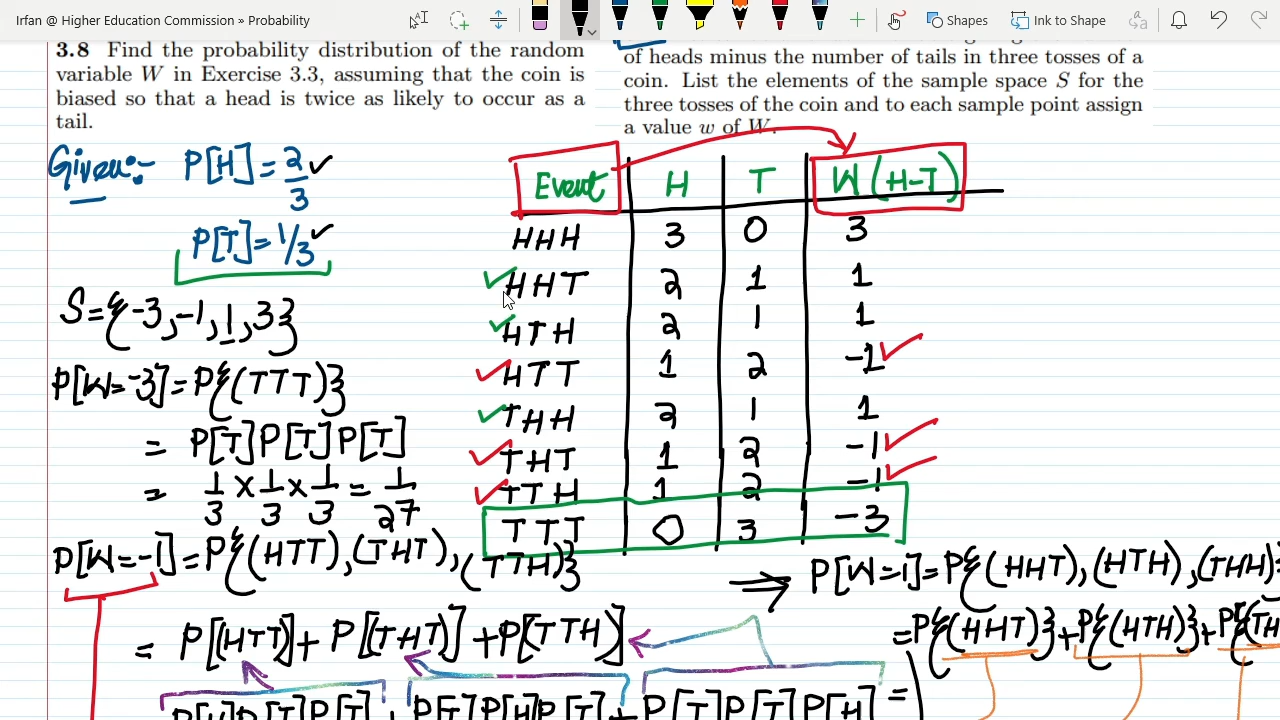 Irfan @ Higher Education Commission » Probability
Shapes
Ink to Shape
3.8 Find the probability distribution of the random
variable W in Exercise 3.3, assuming that the coin is
biased so that a head is twice as likely to occur as a
tail.
of heads minus the number of tails in three tosses of a
coin. List the elements of the sample space S for the
three tosses of the coin and to each sample point assign
a value w of W.
Given:- P[H] = 2/3 ✓
P[T] = 1/3 ✓
S = {-3, -1, 1, 3}
P[W=-3] = P{(TTT)}
= P[T]P[T]P[T]
= 1/3 × 1/3 × 1/3 = 1/27
Event H T W(H-T)
HHH 3 0 3
✓ HHT 2 1 1
✓ HTH 2 1 1
✓ HTT 1 2 -1 ✓
✓ THH 2 1 1
✓ THT 1 2 -1 ✓
✓ TTH 1 2 -1 ✓
TTT 0 3 -3
P[W=-1] = P{(HTT), (THT), (TTH)}
= P[(HTT)] + P[(THT)] + P[(TTH)]
P[H]P[T]P[T] + P[T]P[H]P[T] + P[T]P[T]P[H]
⇒ P[W=1] = P{(HHT), (HTH), (THH)}
= P{(HHT)} + P{(HTH)} + P{(TH
=